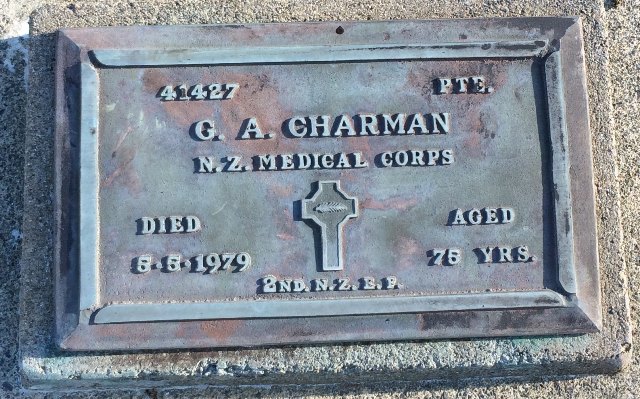 41427 PTE.
G. A. CHARMAN
N. Z. MEDICAL CORPS
DIED AGED
5.5.1979 75 YRS.
2ND. N. Z. E. F.